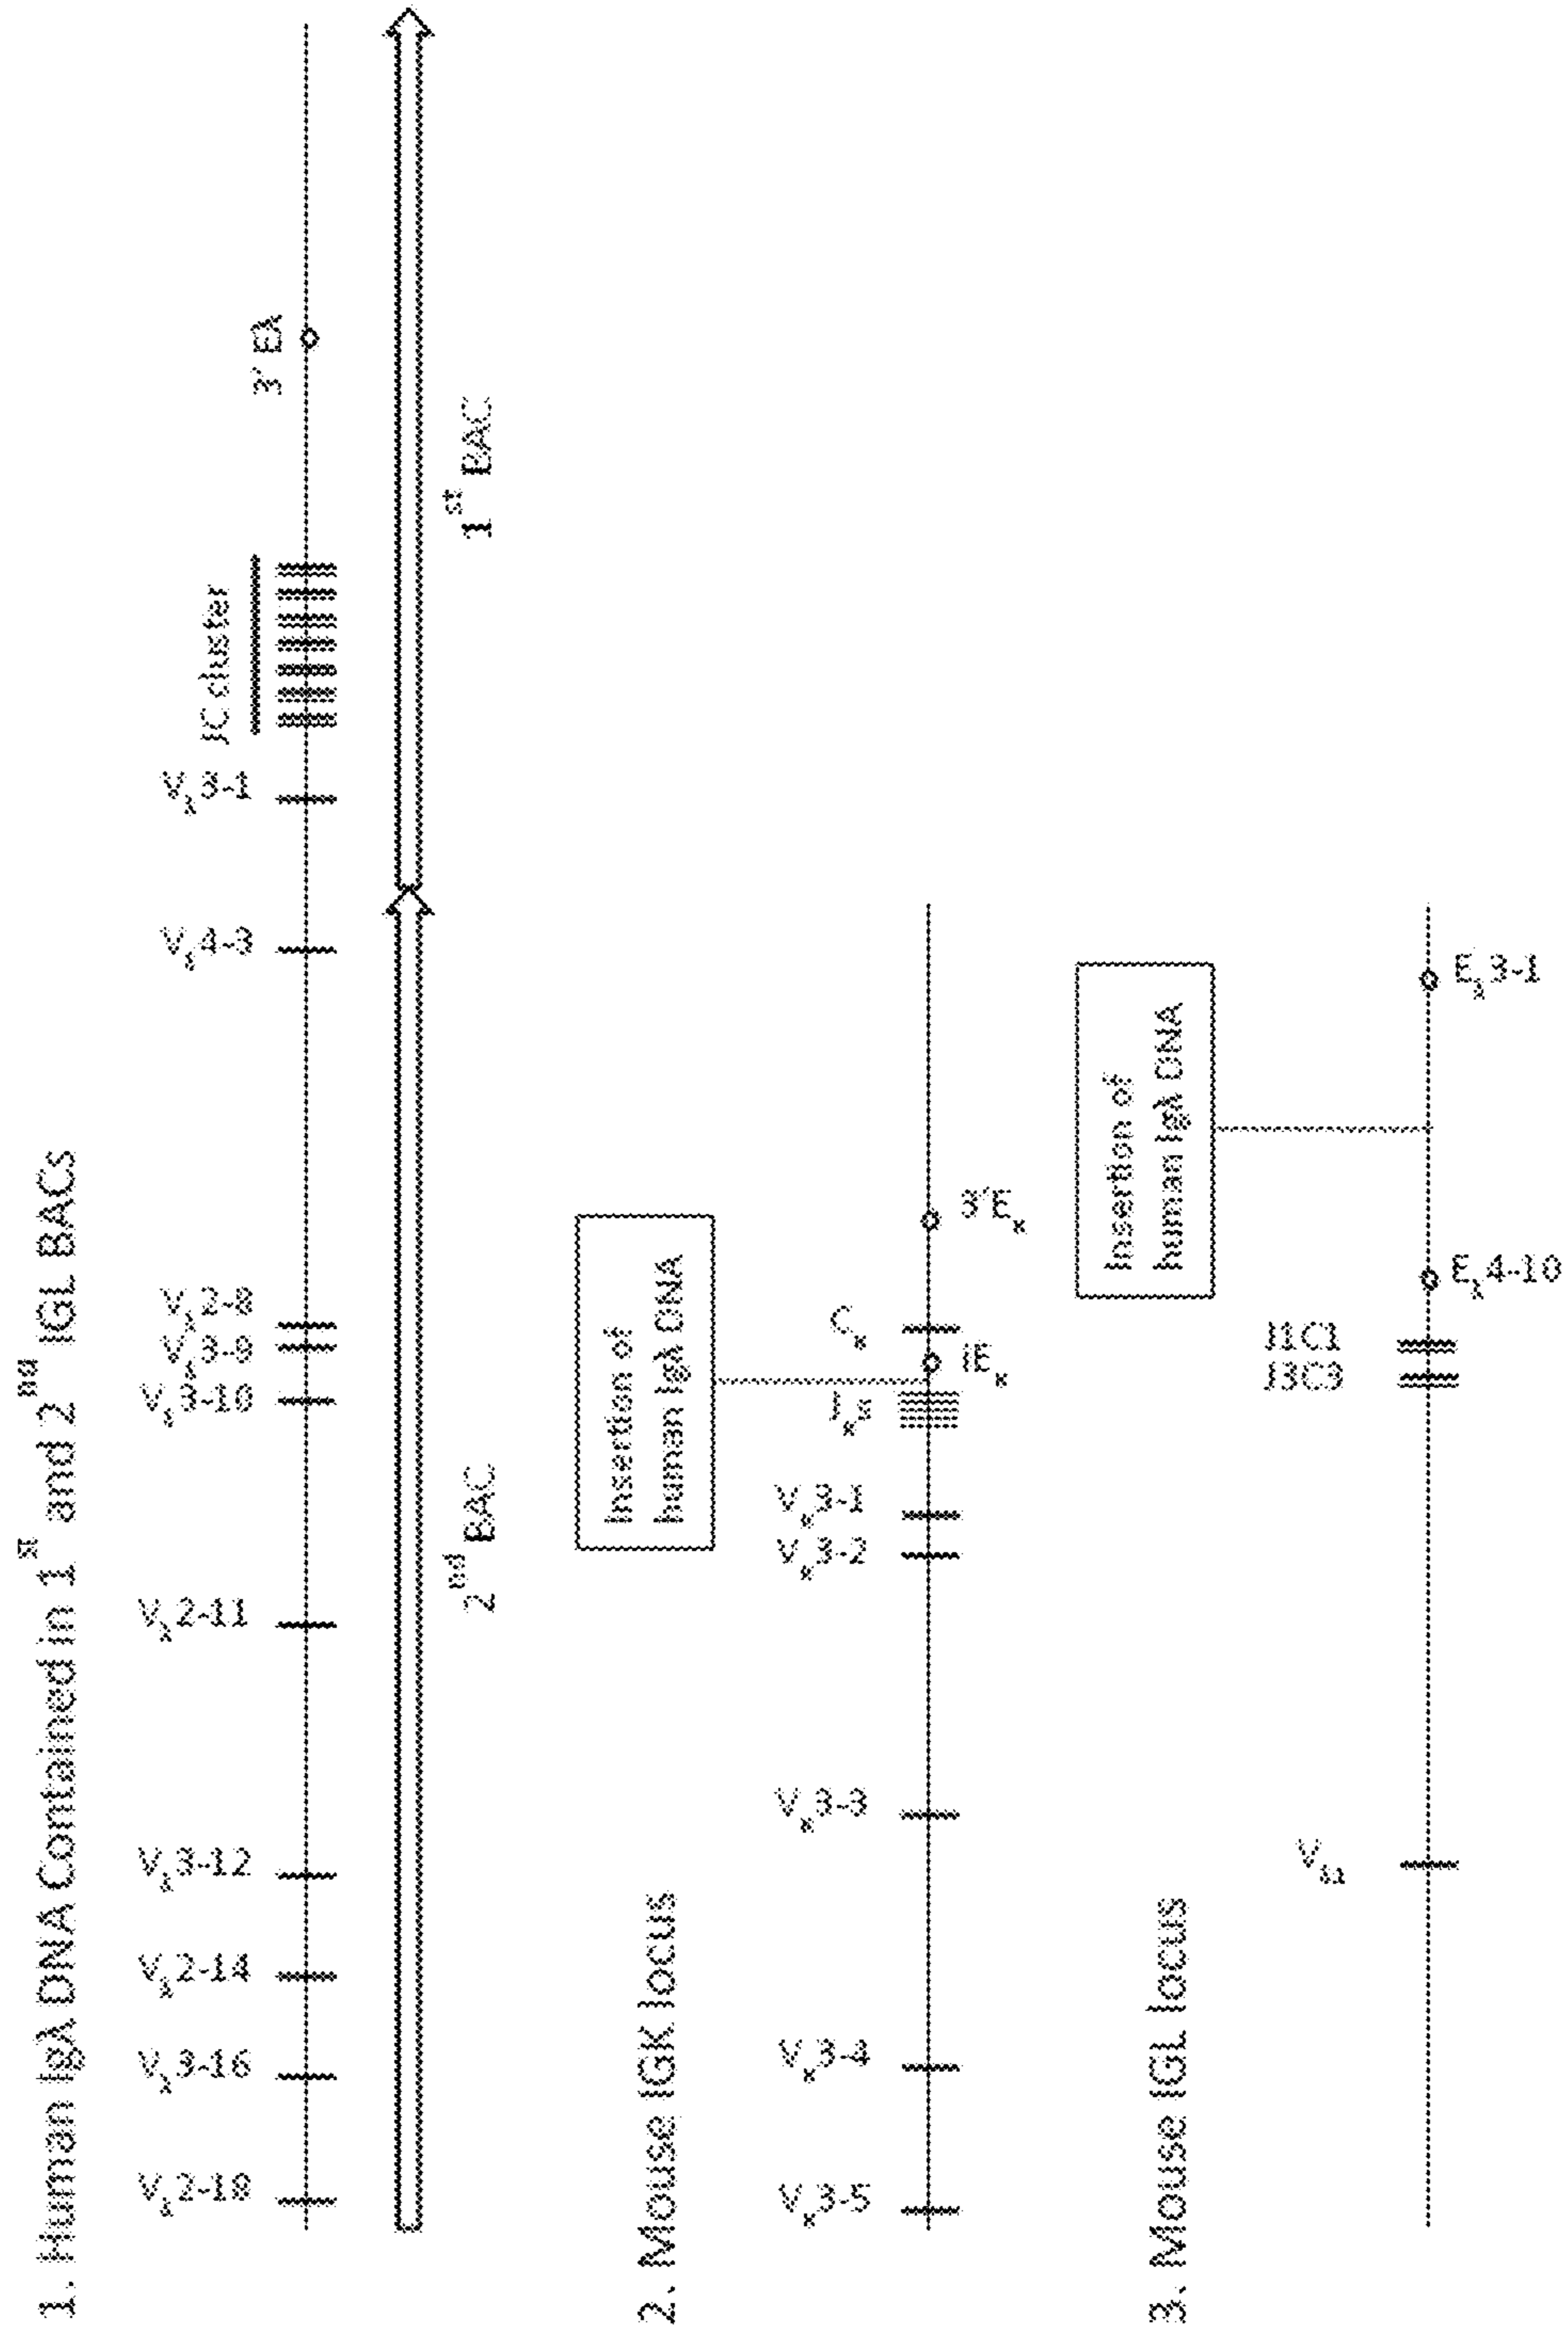 1. Human Igλ DNA Contained in 1st and 2nd IGL BACs
Vλ2-18
Vλ3-16
Vλ2-14
Vλ3-12
Vλ2-11
Vλ3-10
Vλ3-9
Vλ2-8
Vλ4-3
Vλ3-1
JC cluster
3' Eλ
2nd BAC
1st BAC
2. Mouse IGK locus
Insertion of
human Igλ DNA
Vκ3-5
Vκ3-4
Vκ3-3
Vκ3-2
Vκ3-1
Jκs
Cκ
iEκ
3'Eκ
3. Mouse IGL locus
Insertion of
human Igλ DNA
Vλ1
J3C3
J1C1
Eλ4-10
Eλ3-1